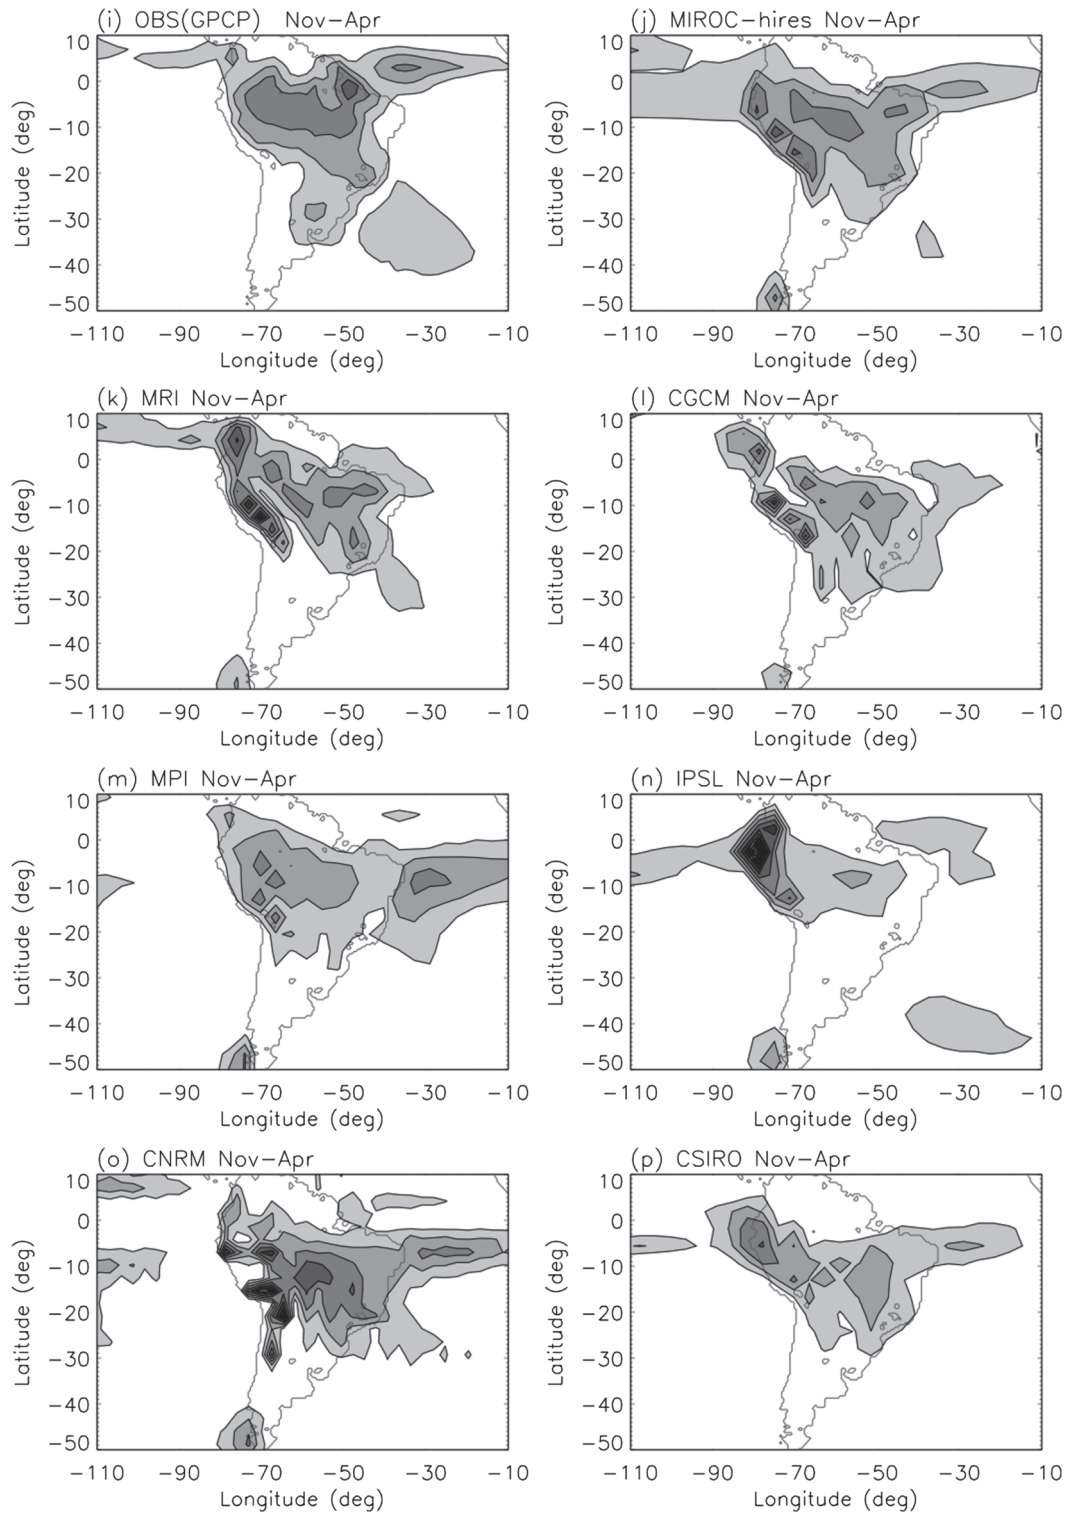 (i) OBS(GPCP) Nov-Apr
10
0
-10
-20
-30
-40
-50
Latitude (deg)
-110 -90 -70 -50 -30 -10
Longitude (deg)
(j) MIROC-hires Nov-Apr
10
0
-10
-20
-30
-40
-50
Latitude (deg)
-110 -90 -70 -50 -30 -10
Longitude (deg)
(k) MRI Nov-Apr
10
0
-10
-20
-30
-40
-50
Latitude (deg)
-110 -90 -70 -50 -30 -10
Longitude (deg)
(l) CGCM Nov-Apr
10
0
-10
-20
-30
-40
-50
Latitude (deg)
-110 -90 -70 -50 -30 -10
Longitude (deg)
(m) MPI Nov-Apr
10
0
-10
-20
-30
-40
-50
Latitude (deg)
-110 -90 -70 -50 -30 -10
Longitude (deg)
(n) IPSL Nov-Apr
10
0
-10
-20
-30
-40
-50
Latitude (deg)
-110 -90 -70 -50 -30 -10
Longitude (deg)
(o) CNRM Nov-Apr
10
0
-10
-20
-30
-40
-50
Latitude (deg)
-110 -90 -70 -50 -30 -10
Longitude (deg)
(p) CSIRO Nov-Apr
10
0
-10
-20
-30
-40
-50
Latitude (deg)
-110 -90 -70 -50 -30 -10
Longitude (deg)